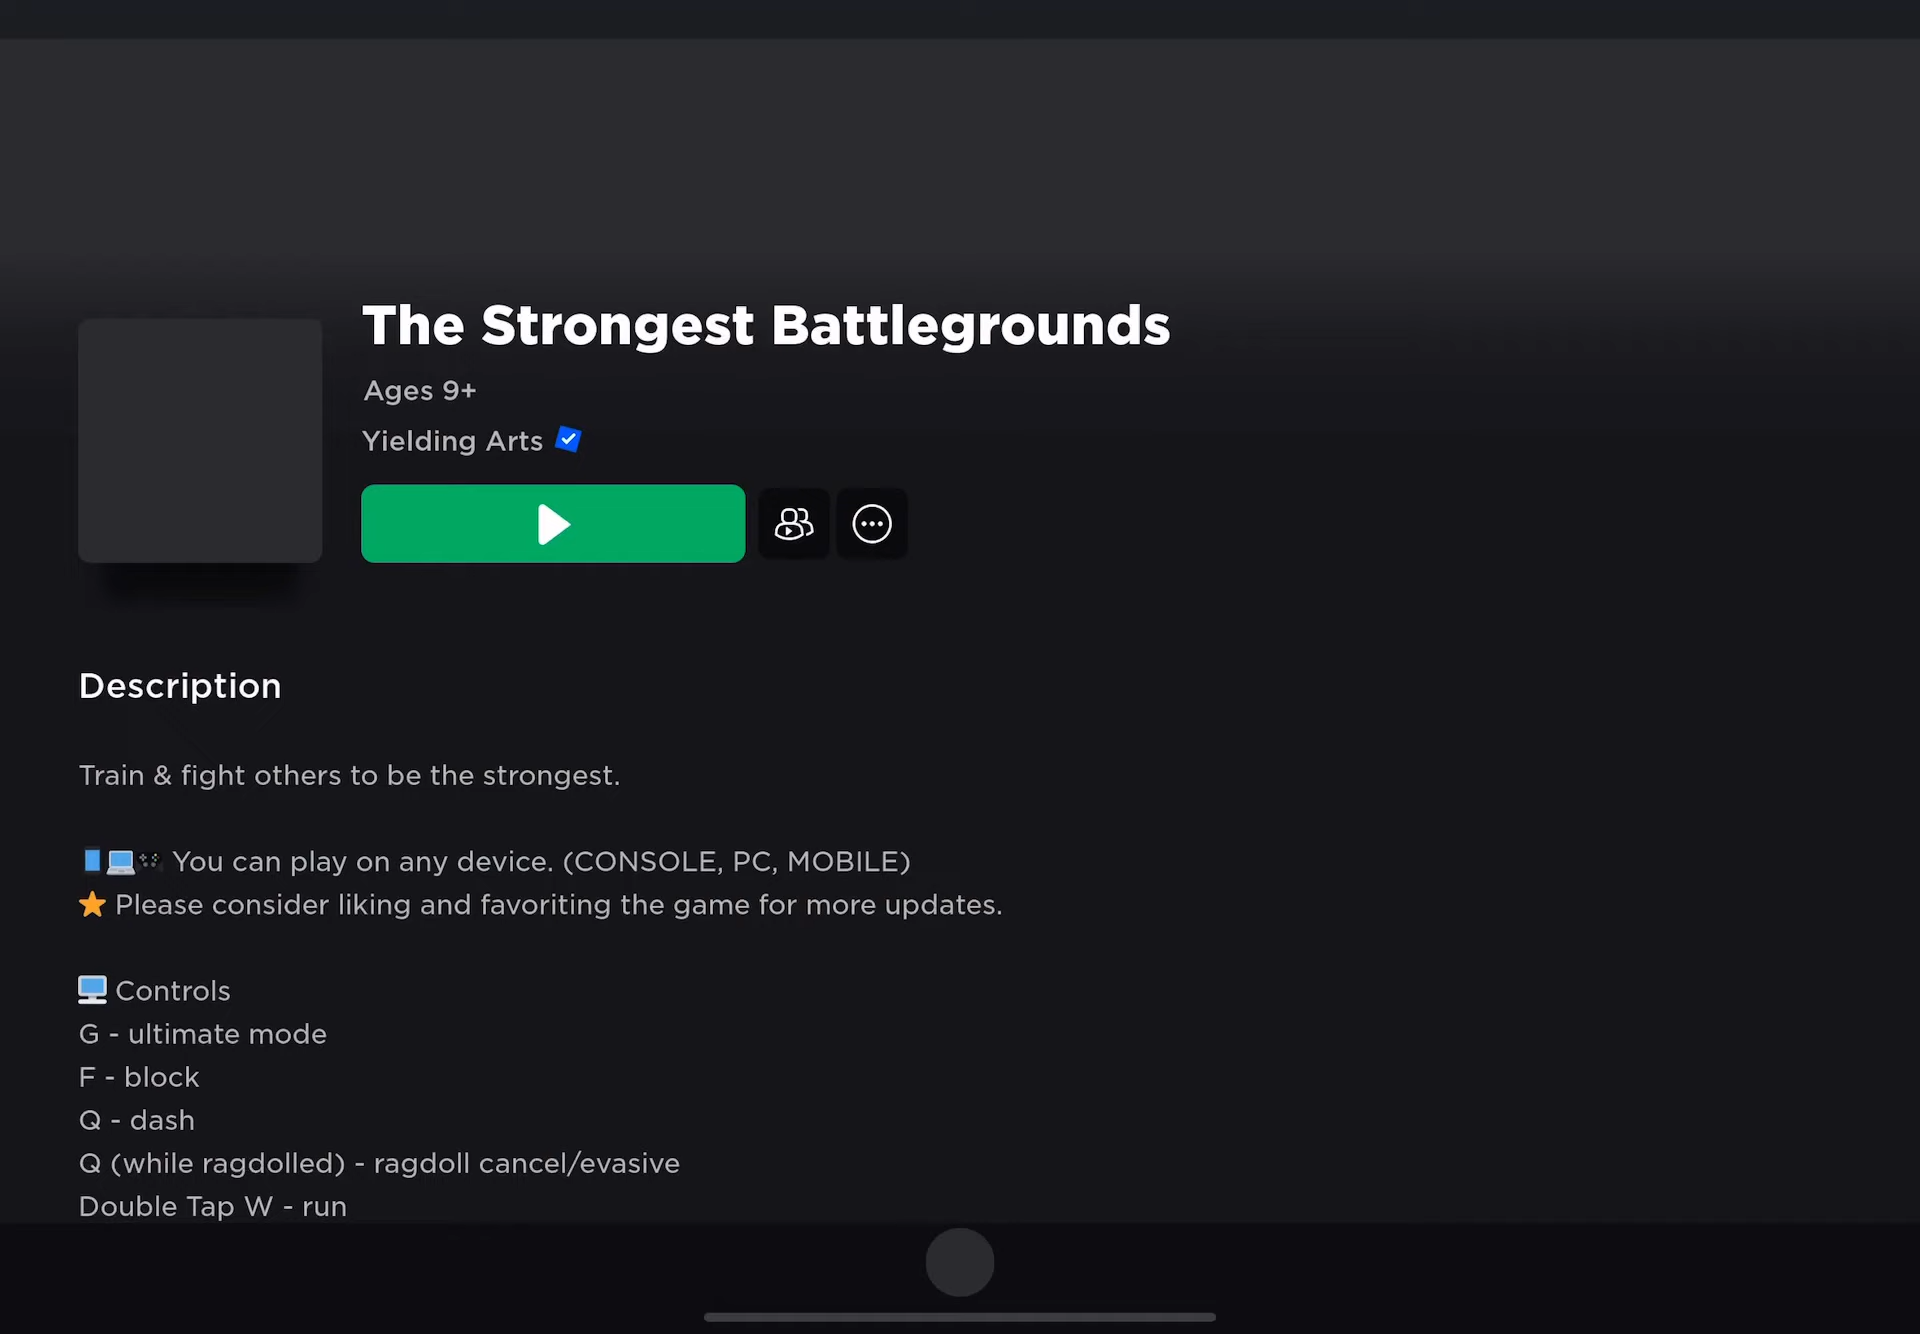 The Strongest Battlegrounds
Ages 9+
Yielding Arts
Description
Train & fight others to be the strongest.
📱💻🎮 You can play on any device. (CONSOLE, PC, MOBILE)
⭐ Please consider liking and favoriting the game for more updates.
🖥️ Controls
G - ultimate mode
F - block
Q - dash
Q (while ragdolled) - ragdoll cancel/evasive
Double Tap W - run